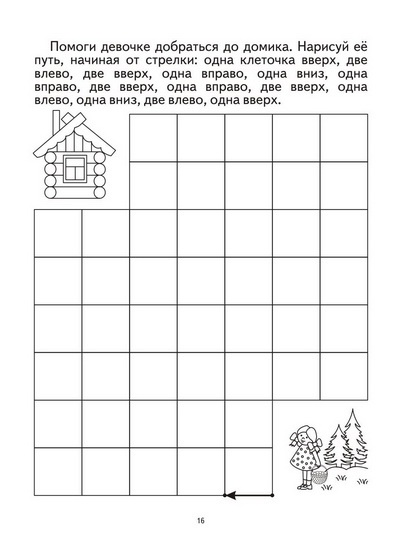 Помоги девочке добраться до домика. Нарисуй её
путь, начиная от стрелки: одна клеточка вверх, две
влево, две вверх, одна вправо, одна вниз, одна
вправо, две вверх, одна вправо, две вверх, одна
влево, одна вниз, две влево, одна вверх.
16